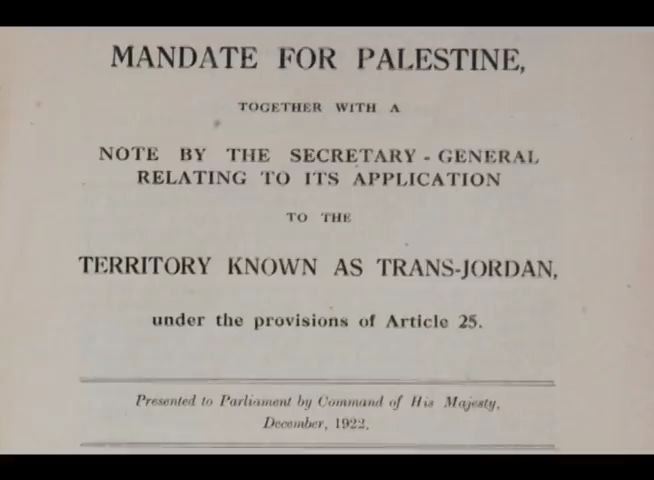 MANDATE FOR PALESTINE,
TOGETHER WITH A
NOTE BY THE SECRETARY - GENERAL
RELATING TO ITS APPLICATION
TO THE
TERRITORY KNOWN AS TRANS-JORDAN,
under the provisions of Article 25.
Presented to Parliament by Command of His Majesty,
December, 1922.